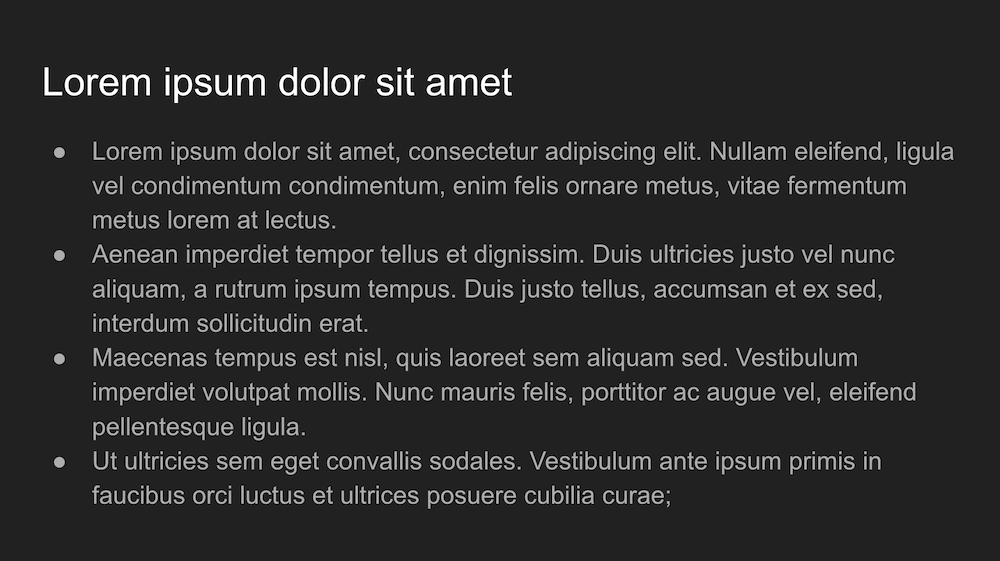 Lorem ipsum dolor sit amet
● Lorem ipsum dolor sit amet, consectetur adipiscing elit. Nullam eleifend, ligula
vel condimentum condimentum, enim felis ornare metus, vitae fermentum
metus lorem at lectus.
● Aenean imperdiet tempor tellus et dignissim. Duis ultricies justo vel nunc
aliquam, a rutrum ipsum tempus. Duis justo tellus, accumsan et ex sed,
interdum sollicitudin erat.
● Maecenas tempus est nisl, quis laoreet sem aliquam sed. Vestibulum
imperdiet volutpat mollis. Nunc mauris felis, porttitor ac augue vel, eleifend
pellentesque ligula.
● Ut ultricies sem eget convallis sodales. Vestibulum ante ipsum primis in
faucibus orci luctus et ultrices posuere cubilia curae;